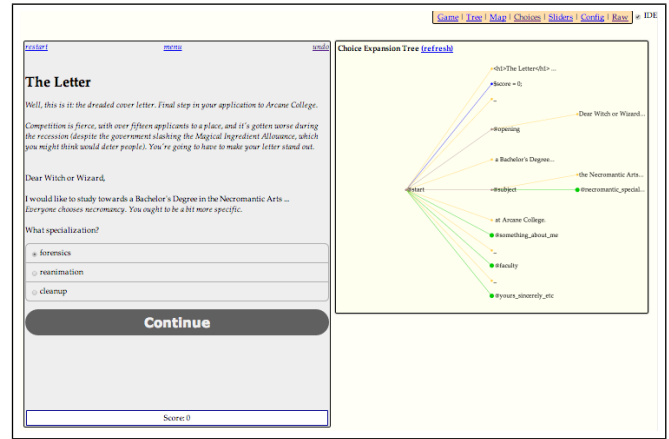 Game | Tree | Map | Choices | Sliders | Config | Raw | IDE
restart menu undo
The Letter
Well, this is it: the dreaded cover letter. Final step in your application to Arcane College.
Competition is fierce, with over fifteen applicants to a place, and it's gotten worse during
the recession (despite the government slashing the Magical Ingredient Allowance, which
you might think would deter people). You're going to have to make your letter stand out.
Dear Witch or Wizard,
I would like to study towards a Bachelor's Degree in the Necromantic Arts ...
Everyone chooses necromancy. You ought to be a bit more specific.
What specialization?
forensics
reanimation
cleanup
Continue
Score: 0
Choice Expansion Tree (refresh)
<h1>The Letter</h1> ...
$score = 0;
Dear Witch or Wizard...
@opening
a Bachelor's Degree...
the Necromantic Arts...
@start
@subject
@necromantic_special...
at Arcane College.
@something_about_me
@faculty
@yours_sincerely_etc